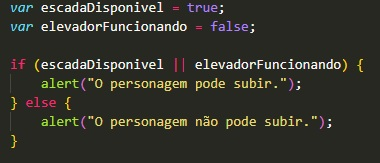 var escadaDisponivel = true;
var elevadorFuncionando = false;
if (escadaDisponivel || elevadorFuncionando) {
alert("O personagem pode subir.");
} else {
alert("O personagem não pode subir.");
}